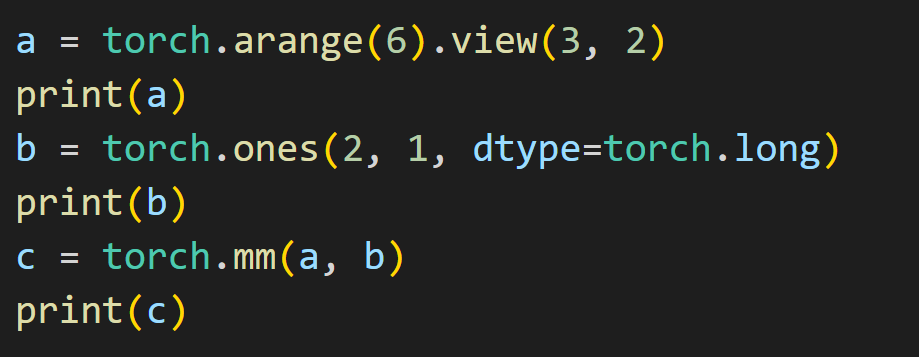 a = torch.arange(6).view(3, 2)
print(a)
b = torch.ones(2, 1, dtype=torch.long)
print(b)
c = torch.mm(a, b)
print(c)